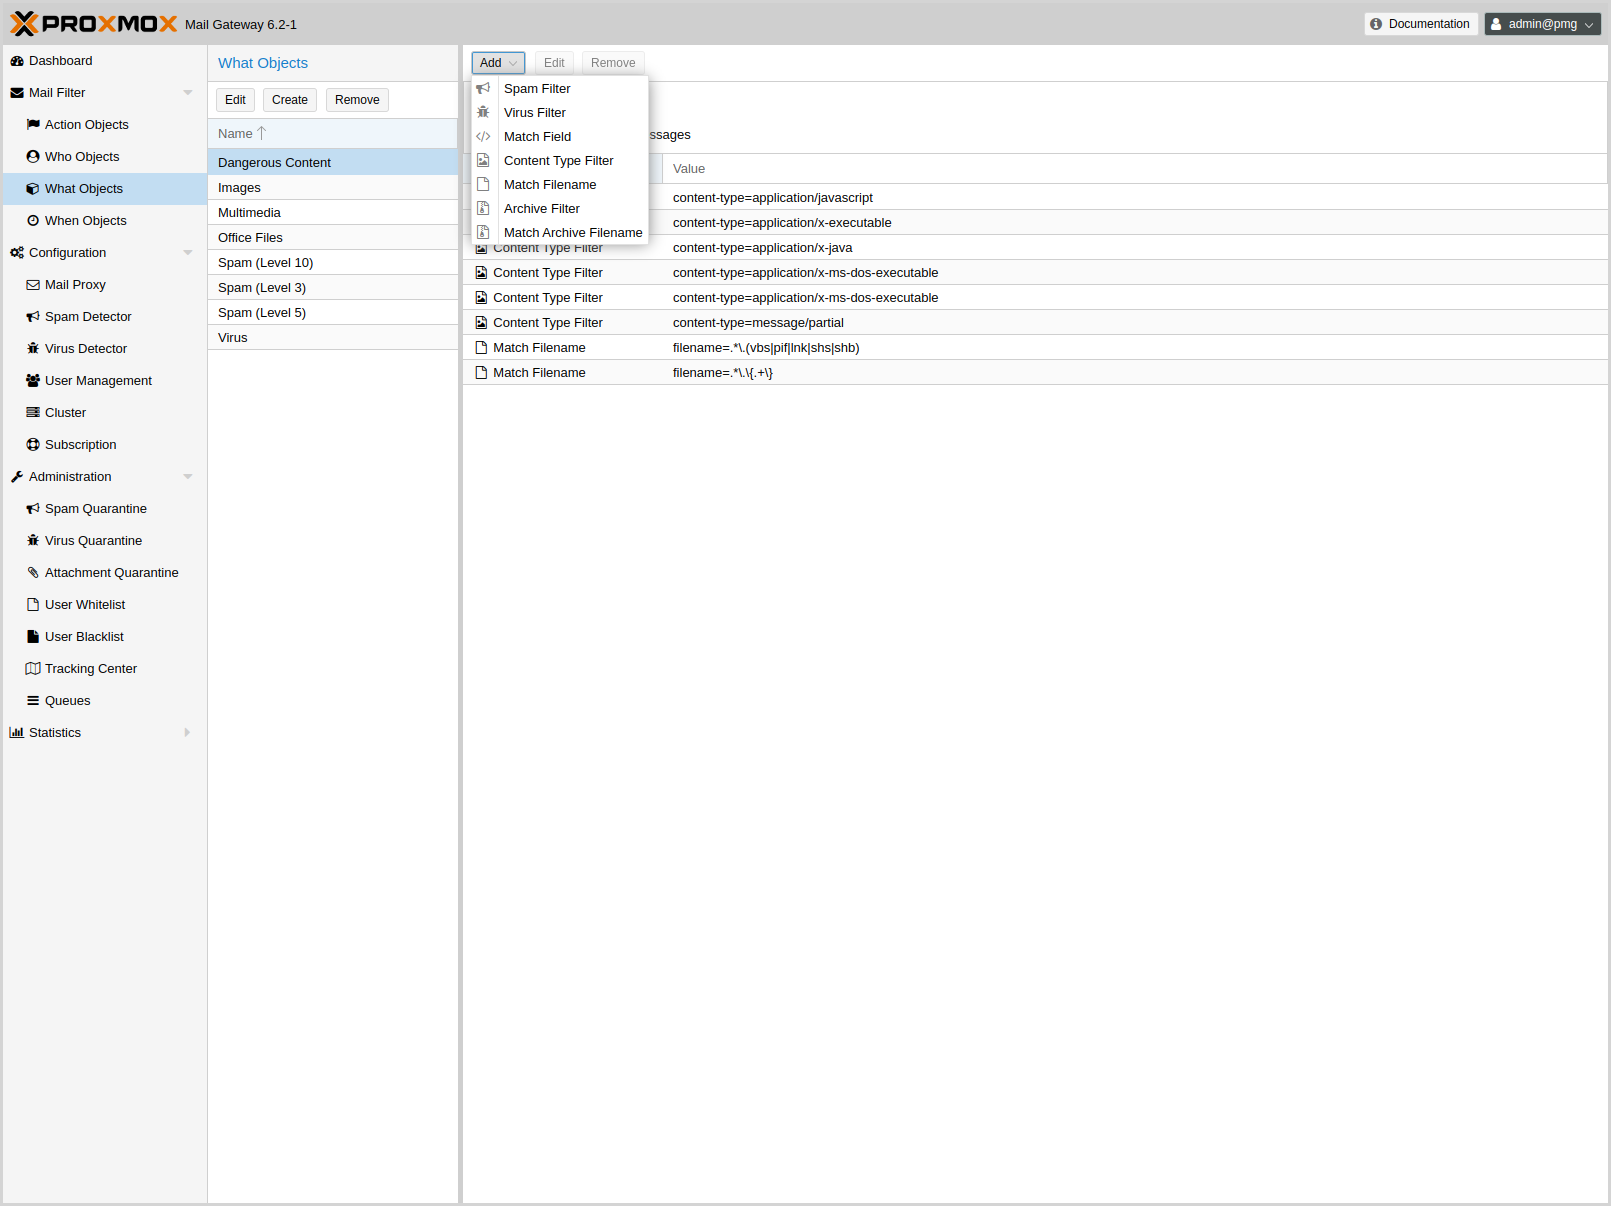 PROXMOX Mail Gateway 6.2-1
Documentation
admin@pmg
Dashboard
Mail Filter
Action Objects
Who Objects
What Objects
When Objects
Configuration
Mail Proxy
Spam Detector
Virus Detector
User Management
Cluster
Subscription
Administration
Spam Quarantine
Virus Quarantine
Attachment Quarantine
User Whitelist
User Blacklist
Tracking Center
Queues
Statistics
What Objects
Edit Create Remove
Name
Dangerous Content
Images
Multimedia
Office Files
Spam (Level 10)
Spam (Level 3)
Spam (Level 5)
Virus
Add Edit Remove
Spam Filter
Virus Filter
Match Field
Content Type Filter
Match Filename
Archive Filter
Match Archive Filename
ssages
Value
content-type=application/javascript
content-type=application/x-executable
Content Type Filter content-type=application/x-java
Content Type Filter content-type=application/x-ms-dos-executable
Content Type Filter content-type=application/x-ms-dos-executable
Content Type Filter content-type=message/partial
Match Filename filename=.*\.(vbs|pif|lnk|shs|shb)
Match Filename filename=.*\.\{.+\}